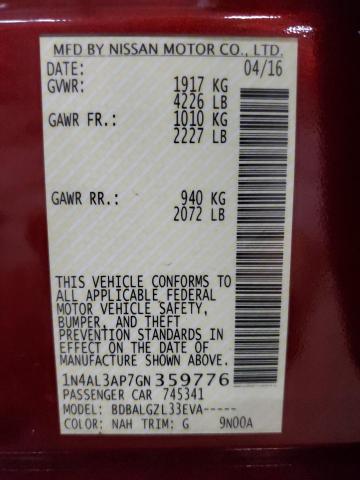 MFD BY NISSAN MOTOR CO., LTD.
DATE: 04/16
GVWR: 1917 KG
4226 LB
GAWR FR.: 1010 KG
2227 LB
GAWR RR.: 940 KG
2072 LB
THIS VEHICLE CONFORMS TO
ALL APPLICABLE FEDERAL
MOTOR VEHICLE SAFETY,
BUMPER, AND THEFT
PREVENTION STANDARDS IN
EFFECT ON THE DATE OF
MANUFACTURE SHOWN ABOVE.
1N4AL3AP7GN 359776
PASSENGER CAR 745341
MODEL: BDBALGZL33EVA-----
COLOR: NAH TRIM: G 9N00A